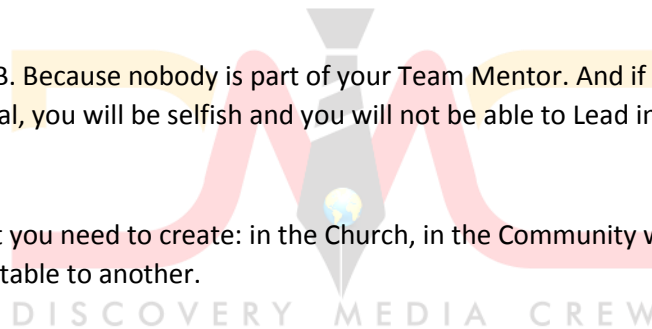 3. Because nobody is part of your Team Mentor. And if
al, you will be selfish and you will not be able to Lead in
you need to create: in the Church, in the Community
table to another.
DISCOVERY MEDIA CREW